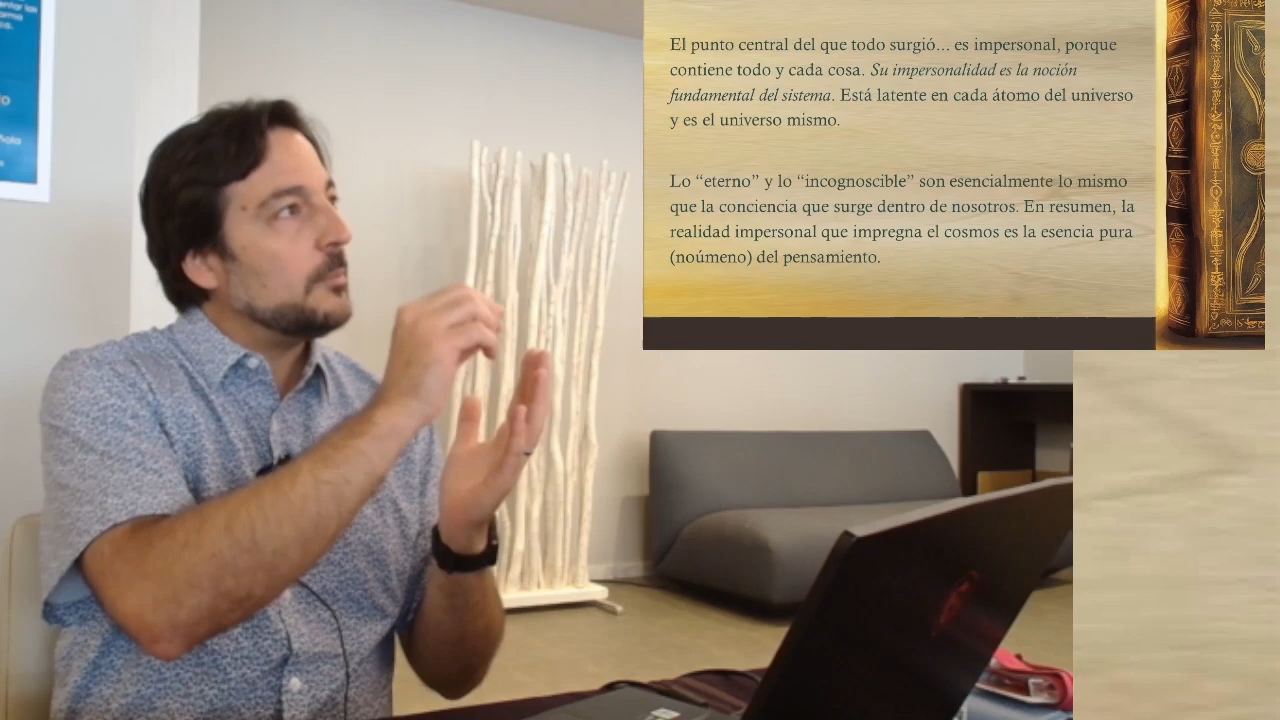 El punto central del que todo surgió... es impersonal, porque
contiene todo y cada cosa. Su impersonalidad es la noción
fundamental del sistema. Está latente en cada átomo del universo
y es el universo mismo.
Lo “eterno” y lo “incognoscible” son esencialmente lo mismo
que la conciencia que surge dentro de nosotros. En resumen, la
realidad impersonal que impregna el cosmos es la esencia pura
(noúmeno) del pensamiento.